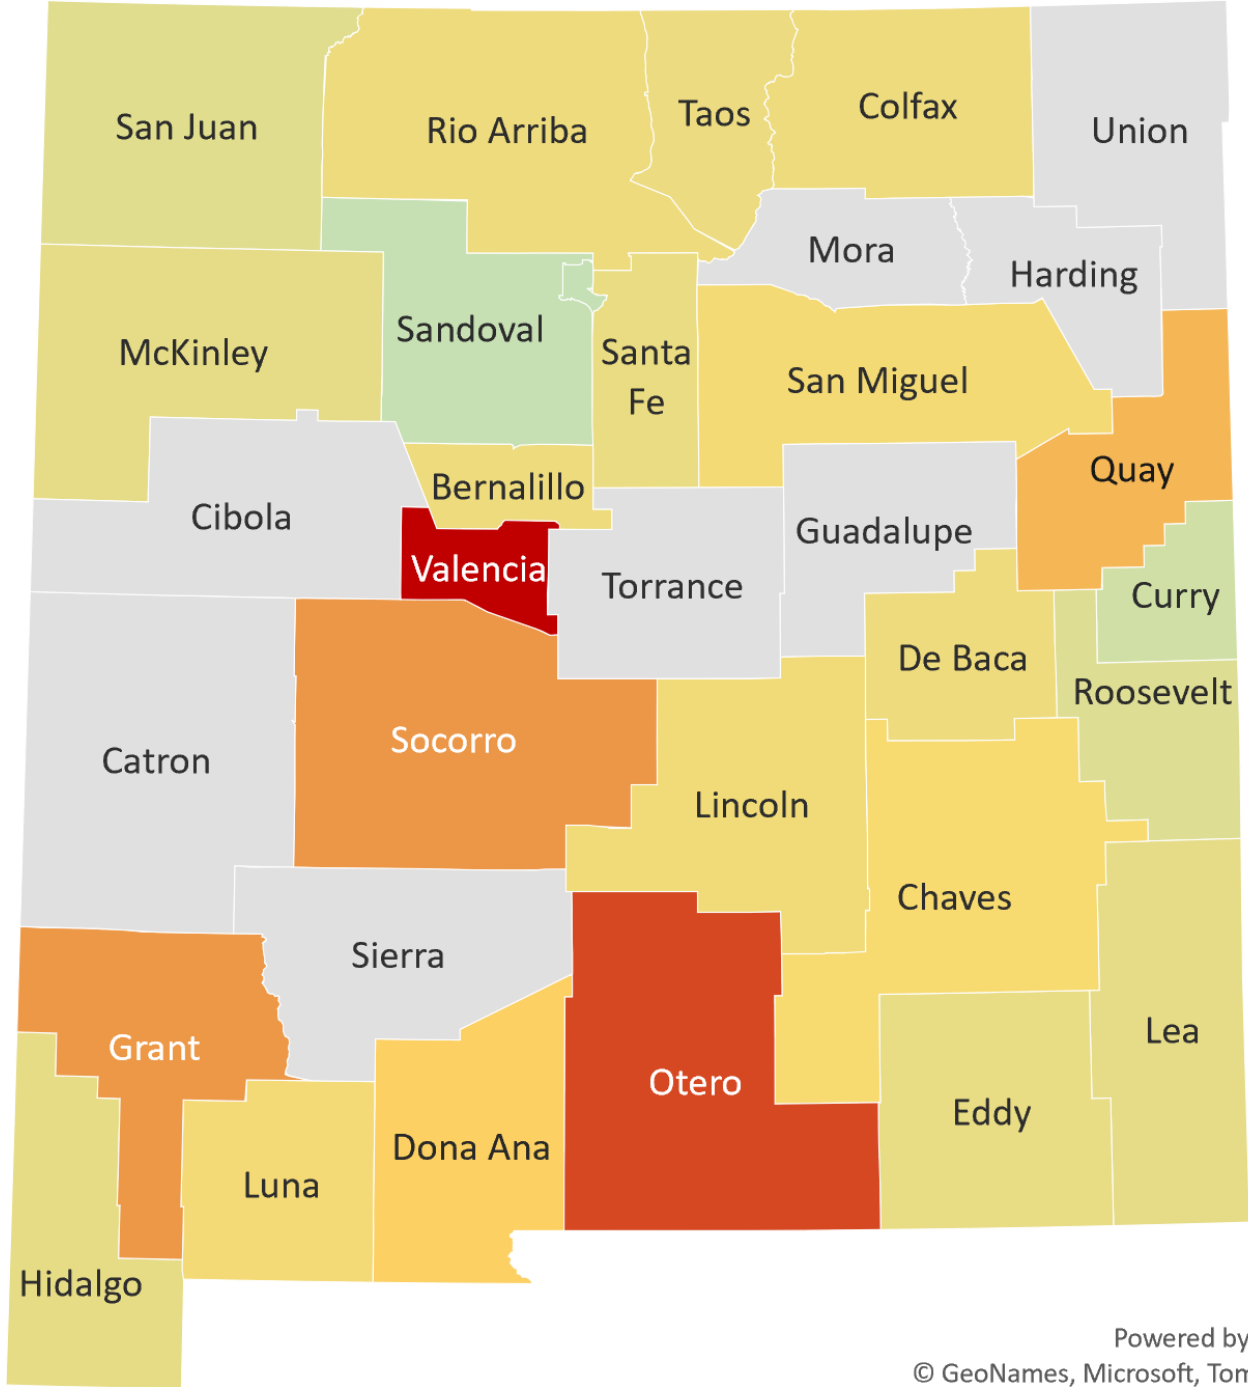 San Juan
Rio Arriba
Taos
Colfax
Union
Mora
Harding
McKinley
Sandoval
Santa
Fe
San Miguel
Quay
Bernalillo
Cibola
Guadalupe
Valencia
Torrance
Curry
De Baca
Roosevelt
Socorro
Catron
Lincoln
Chaves
Sierra
Grant
Lea
Otero
Eddy
Dona Ana
Luna
Hidalgo
Powered by
© GeoNames, Microsoft, Tom